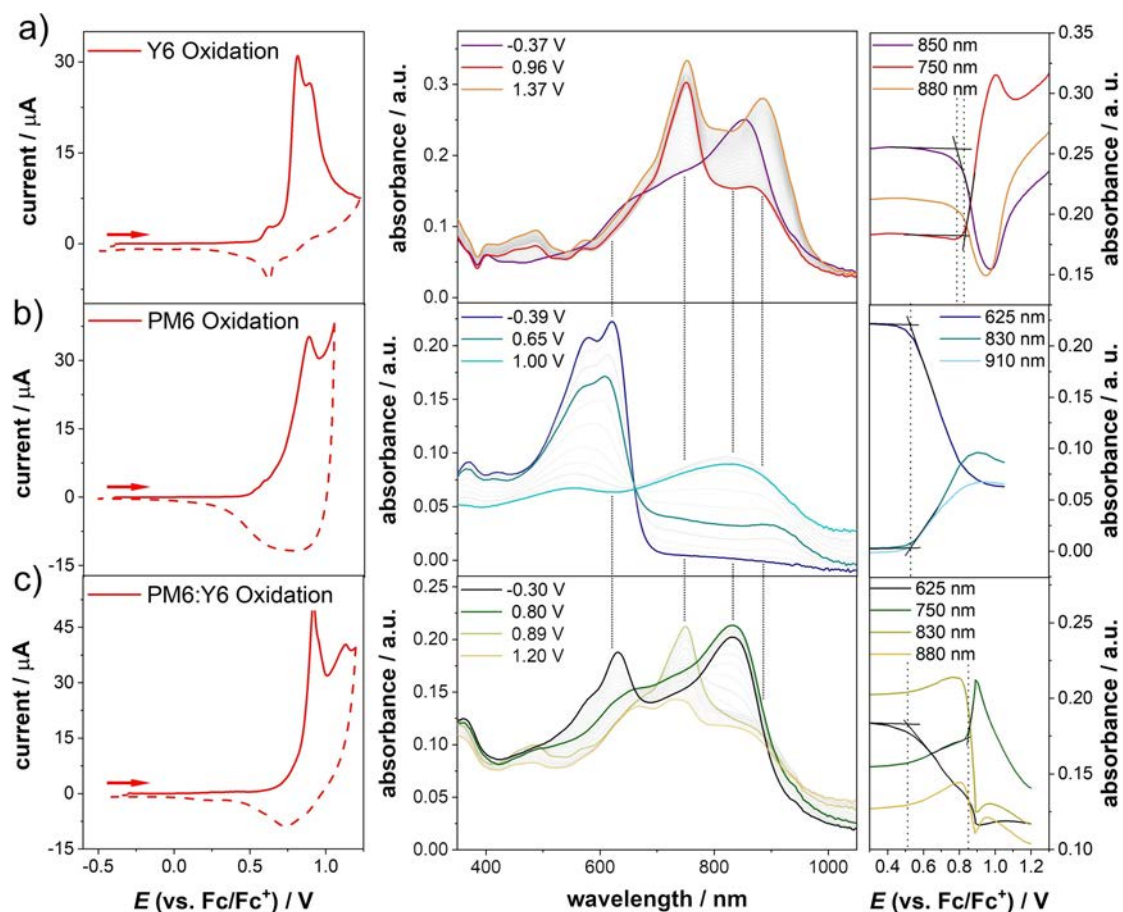 a)
Y6 Oxidation
30
15
0
current / μA
-0.37 V
0.96 V
1.37 V
0.3
0.2
0.1
0.0
absorbance / a.u.
850 nm
750 nm
880 nm
0.35
0.30
0.25
0.20
0.15
absorbance / a. u.
b)
PM6 Oxidation
30
15
0
-15
current / μA
-0.39 V
0.65 V
1.00 V
0.20
0.15
0.10
0.05
0.00
absorbance / a.u.
625 nm
830 nm
910 nm
0.20
0.15
0.10
0.05
0.00
absorbance / a. u.
c)
PM6:Y6 Oxidation
45
30
15
0
-15
current / μA
-0.5 0.0 0.5 1.0
E (vs. Fc/Fc+) / V
-0.30 V
0.80 V
0.89 V
1.20 V
0.25
0.20
0.15
0.10
0.05
0.00
absorbance / a.u.
400 600 800 1000
wavelength / nm
625 nm
750 nm
830 nm
880 nm
0.25
0.20
0.15
0.10
absorbance / a.u.
0.4 0.6 0.8 1.0 1.2
E (vs. Fc/Fc+) / V